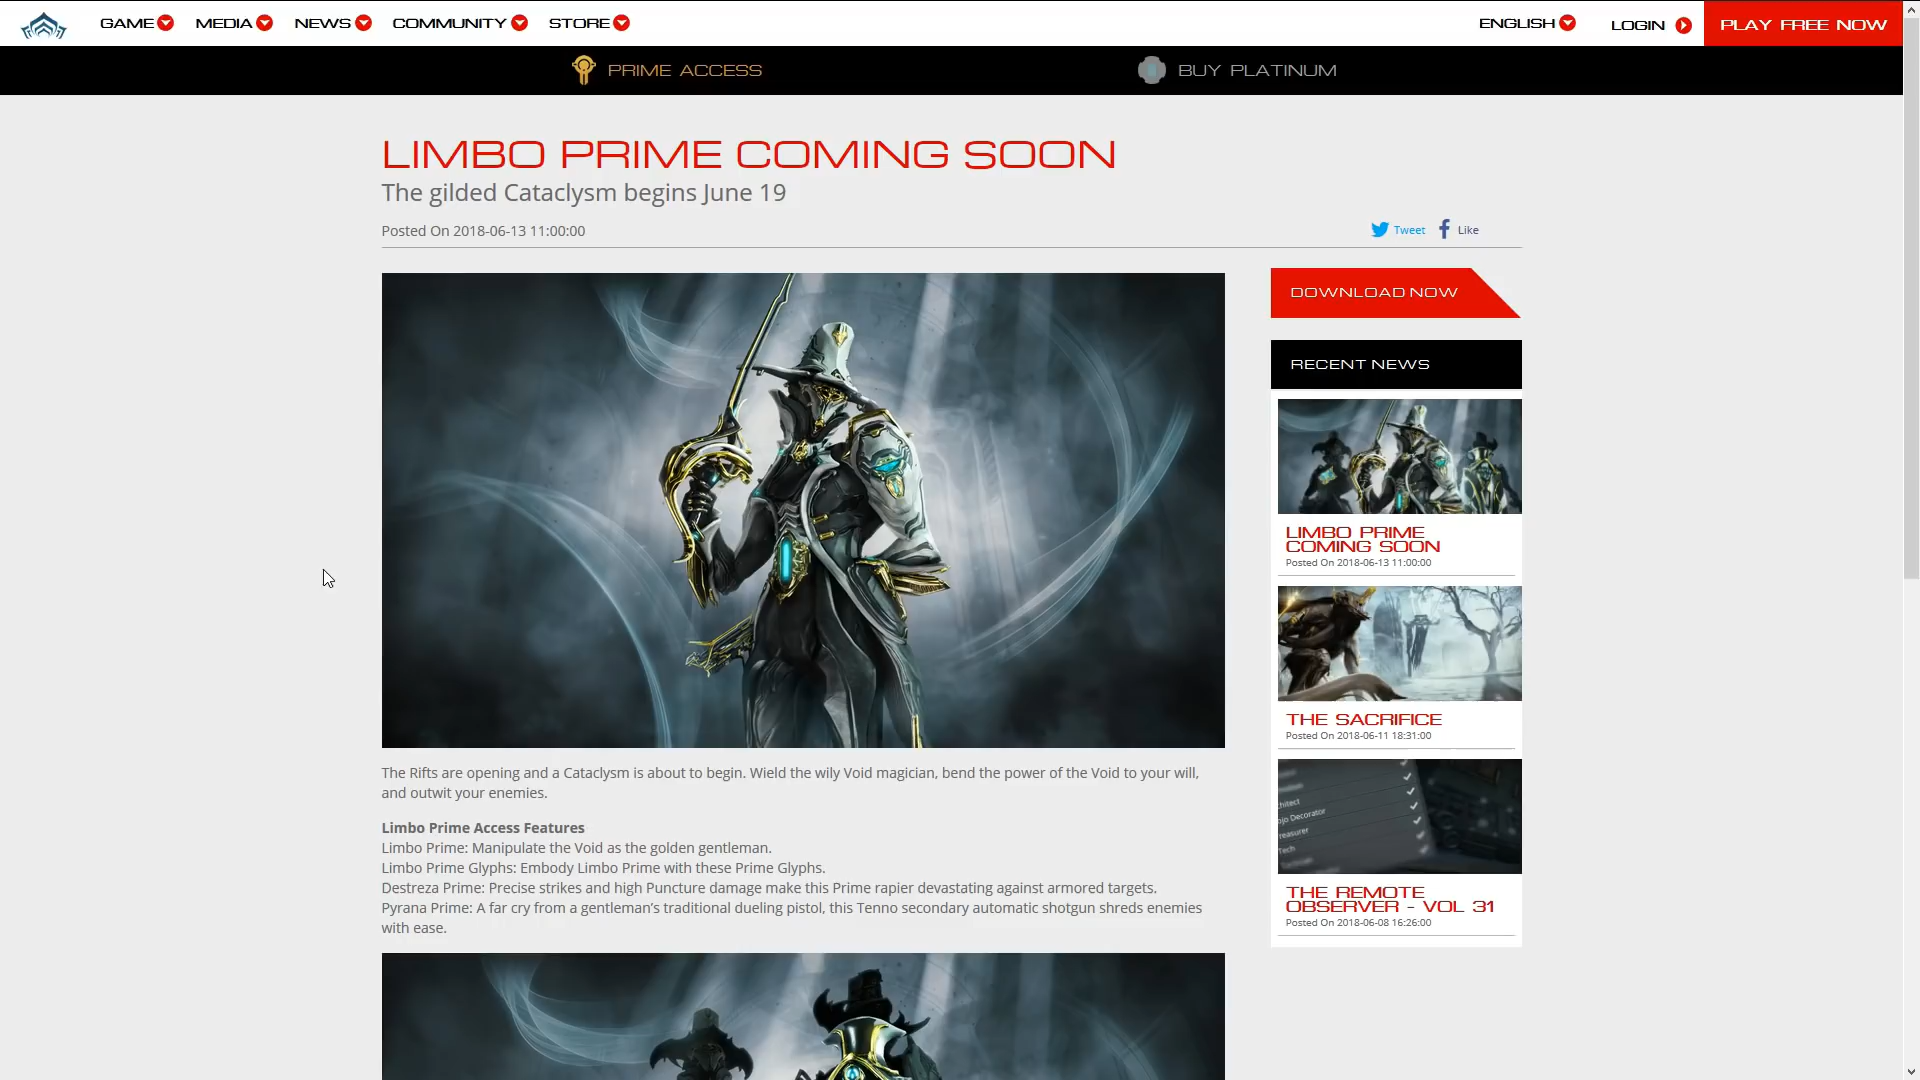 GAME MEDIA NEWS COMMUNITY STORE ENGLISH LOGIN PLAY FREE NOW
PRIME ACCESS BUY PLATINUM
LIMBO PRIME COMING SOON
The gilded Cataclysm begins June 19
Posted On 2018-06-13 11:00:00
Tweet Like
The Rifts are opening and a Cataclysm is about to begin. Wield the wily Void magician, bend the power of the Void to your will,
and outwit your enemies.
Limbo Prime Access Features
Limbo Prime: Manipulate the Void as the golden gentleman.
Limbo Prime Glyphs: Embody Limbo Prime with these Prime Glyphs.
Destreza Prime: Precise strikes and high Puncture damage make this Prime rapier devastating against armored targets.
Pyrana Prime: A far cry from a gentleman's traditional dueling pistol, this Tenno secondary automatic shotgun shreds enemies
with ease.
DOWNLOAD NOW
RECENT NEWS
LIMBO PRIME
COMING SOON
Posted On 2018-06-13 11:00:00
THE SACRIFICE
Posted On 2018-06-11 18:31:00
Decorator
Tech
THE REMOTE
OBSERVER - VOL 31
Posted On 2018-06-08 16:26:00